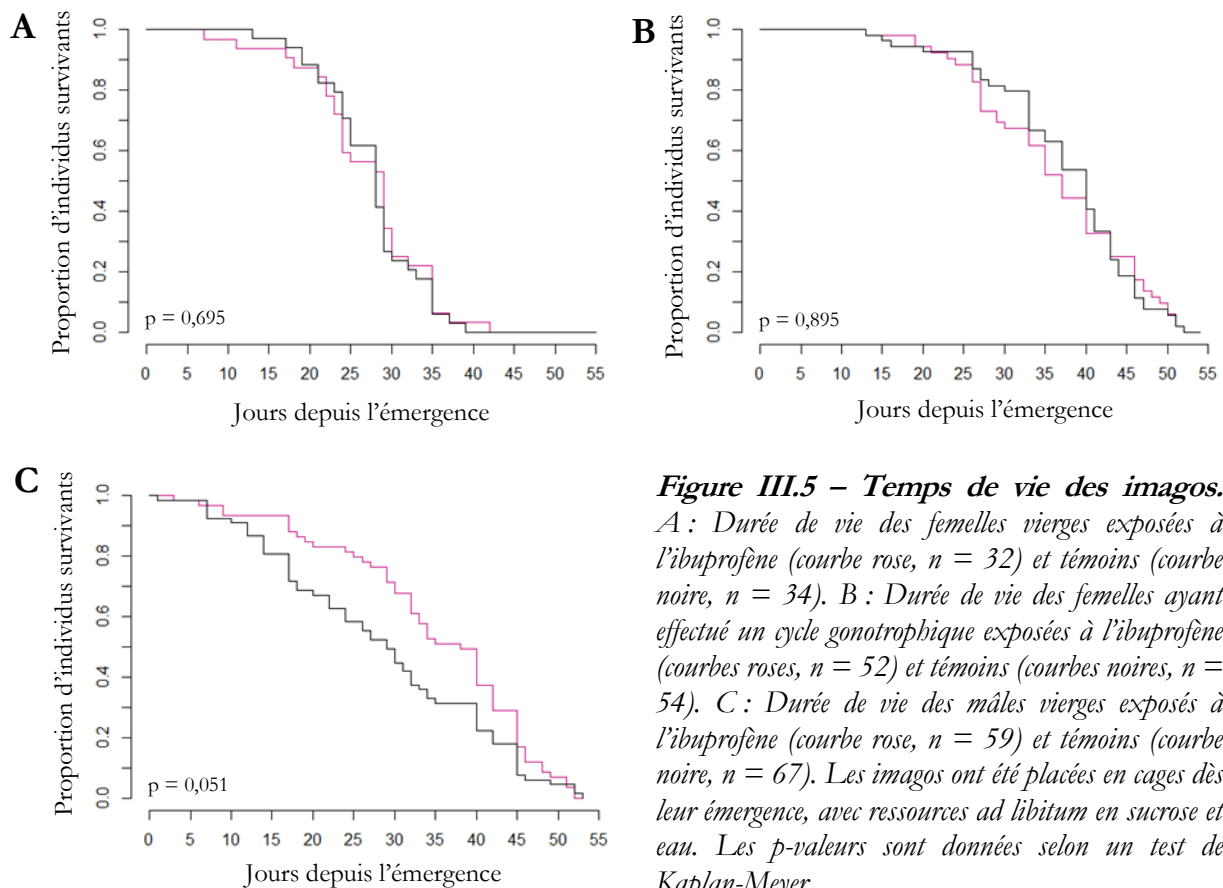 A
Proportion d'individus survivants
0.0 0.2 0.4 0.6 0.8 1.0
p = 0,695
0 5 10 15 20 25 30 35 40 45 50 55
Jours depuis l'émergence
B
Proportion d'individus survivants
0.0 0.2 0.4 0.6 0.8 1.0
p = 0,895
0 5 10 15 20 25 30 35 40 45 50 55
Jours depuis l'émergence
C
Proportion d'individus survivants
0.0 0.2 0.4 0.6 0.8 1.0
p = 0,051
0 5 10 15 20 25 30 35 40 45 50 55
Jours depuis l'émergence
Figure III.5 – Temps de vie des imagos.
A : Durée de vie des femelles vierges exposées à
l'ibuprofène (courbe rose, n = 32) et témoins (courbe
noire, n = 34). B : Durée de vie des femelles ayant
effectué un cycle gonotrophique exposées à l'ibuprofène
(courbes roses, n = 52) et témoins (courbes noires, n =
54). C : Durée de vie des mâles vierges exposés à
l'ibuprofène (courbe rose, n = 59) et témoins (courbe
noire, n = 67). Les imagos ont été placées en cages dès
leur émergence, avec ressources ad libitum en sucrose et
eau. Les p-valeurs sont données selon un test de
Kaplan-Meyer